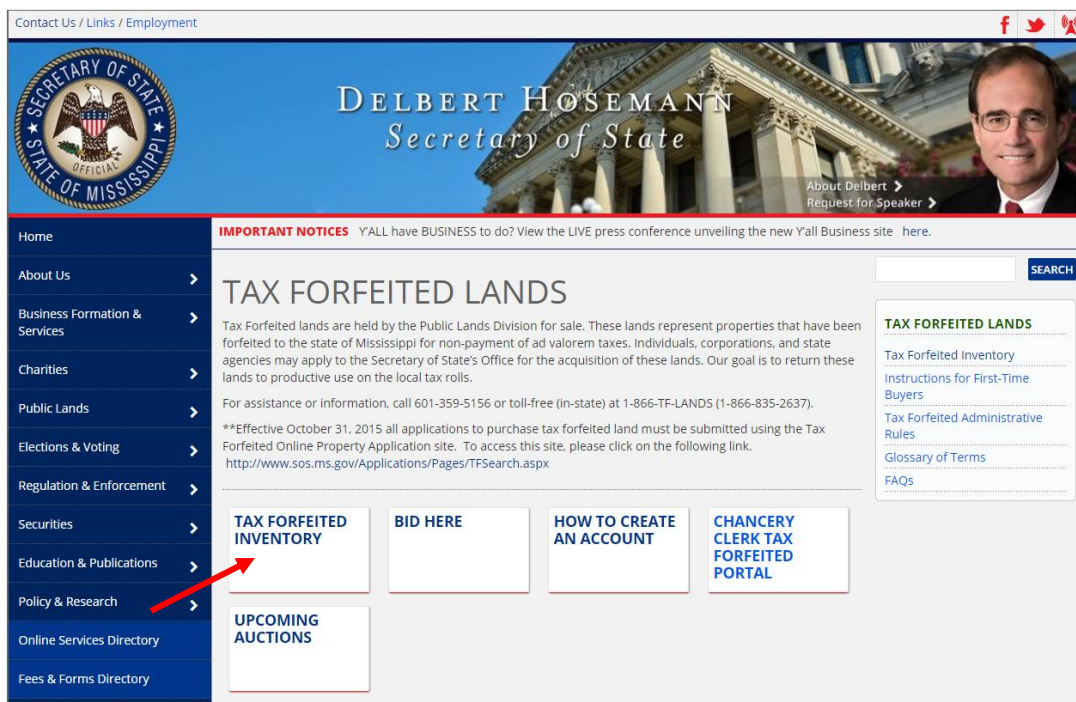 Contact Us / Links / Employment
SECRETARY OF STATE
OFFICIAL
STATE OF MISSISSIPPI
DELBERT HOSEMANN
Secretary of State
About Delbert
Request for Speaker
Home
About Us
Business Formation &
Services
Charities
Public Lands
Elections & Voting
Regulation & Enforcement
Securities
Education & Publications
Policy & Research
Online Services Directory
Fees & Forms Directory
IMPORTANT NOTICES Y'ALL have BUSINESS to do? View the LIVE press conference unveiling the new Y'all Business site here.
TAX FORFEITED LANDS
Tax Forfeited lands are held by the Public Lands Division for sale. These lands represent properties that have been
forfeited to the state of Mississippi for non-payment of ad valorem taxes. Individuals, corporations, and state
agencies may apply to the Secretary of State's Office for the acquisition of these lands. Our goal is to return these
lands to productive use on the local tax rolls.
For assistance or information, call 601-359-5156 or toll-free (in-state) at 1-866-TF-LANDS (1-866-835-2637).
**Effective October 31, 2015 all applications to purchase tax forfeited land must be submitted using the Tax
Forfeited Online Property Application site. To access this site, please click on the following link.
http://www.sos.ms.gov/Applications/Pages/TFSearch.aspx
TAX FORFEITED
INVENTORY
BID HERE
HOW TO CREATE
AN ACCOUNT
CHANCERY
CLERK TAX
FORFEITED
PORTAL
UPCOMING
AUCTIONS
SEARCH
TAX FORFEITED LANDS
Tax Forfeited Inventory
Instructions for First-Time
Buyers
Tax Forfeited Administrative
Rules
Glossary of Terms
FAQs